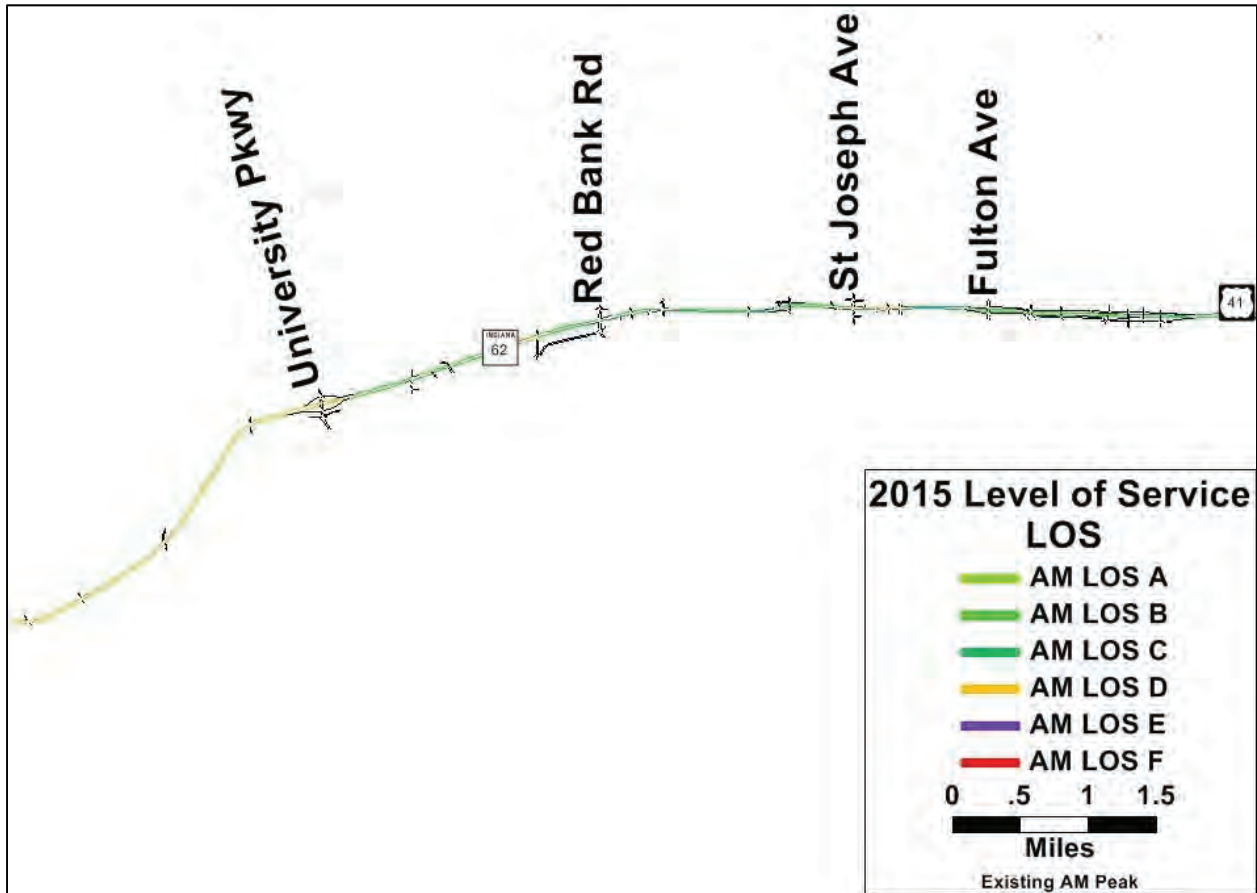 University Pkwy
Red Bank Rd
St Joseph Ave
Fulton Ave
41
INDIANA
62
2015 Level of Service
LOS
AM LOS A
AM LOS B
AM LOS C
AM LOS D
AM LOS E
AM LOS F
0 .5 1 1.5
Miles
Existing AM Peak